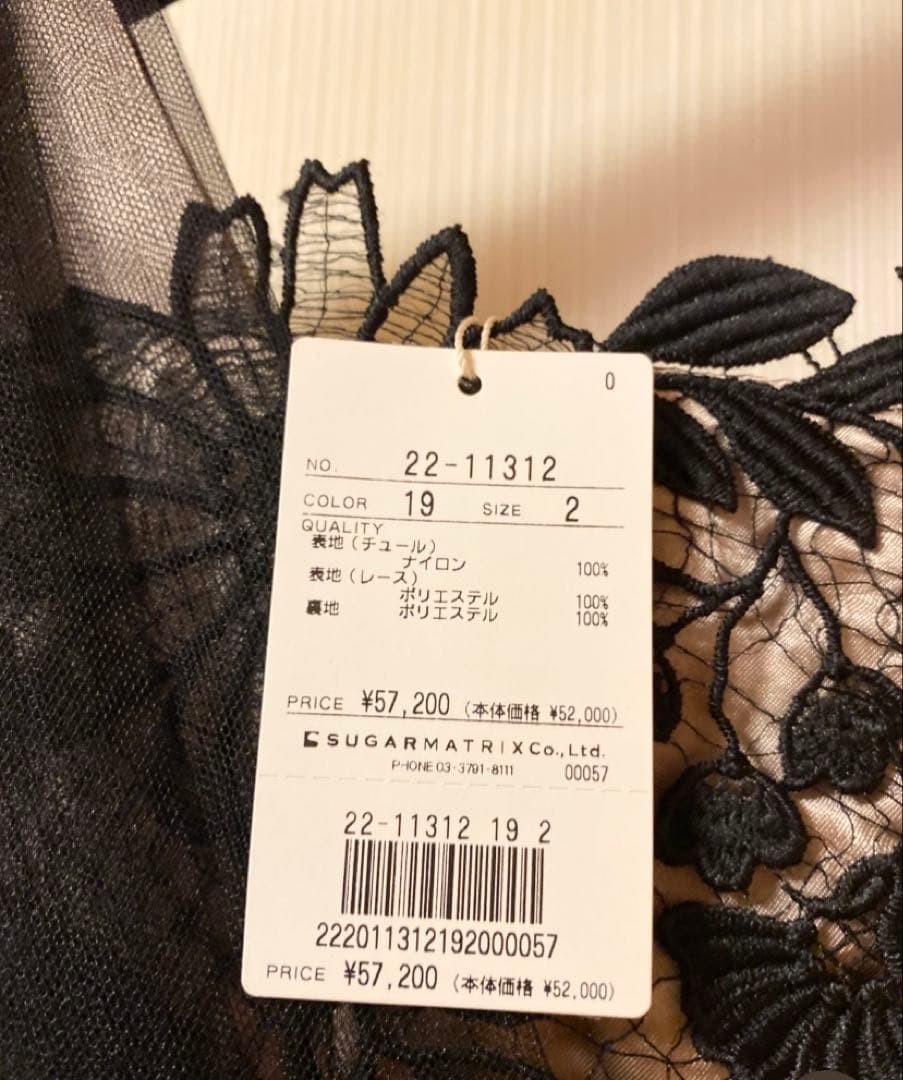 0
NO. 22-11312
COLOR 19 SIZE 2
QUALITY
表地(チュール)
ナイロン 100%
表地(レース)
ポリエステル 100%
裏地 ポリエステル 100%
PRICE ¥57,200 (本体価格 ¥52,000)
SUGARMATRIX Co., Ltd.
PHONE 03-3791-8111 00057
22-11312 19 2
222011312192000057
PRICE ¥57,200 (本体価格 ¥52,000)